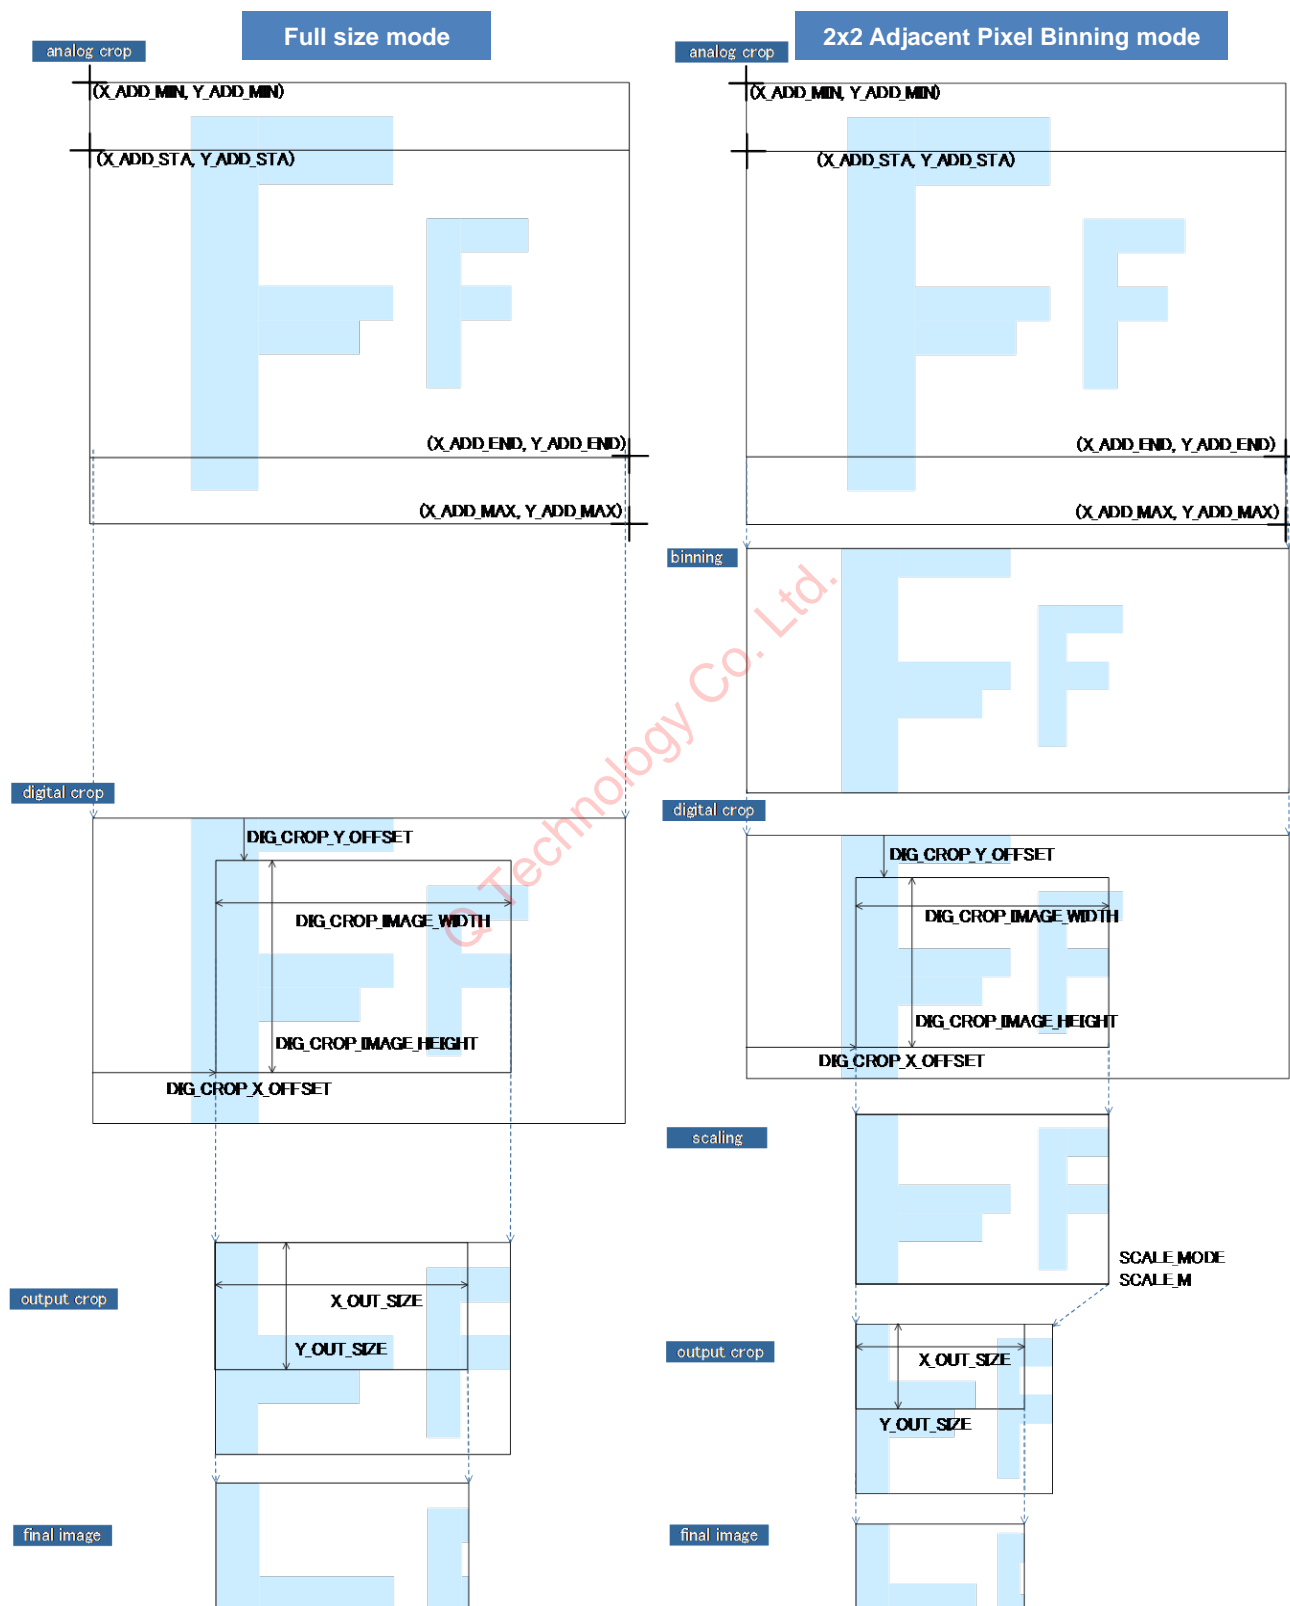 Full size mode
analog crop
(X_ADD_MIN, Y_ADD_MIN)
(X_ADD_STA, Y_ADD_STA)
(X_ADD_END, Y_ADD_END)
(X_ADD_MAX, Y_ADD_MAX)
digital crop
DIG_CROP_Y_OFFSET
DIG_CROP_IMAGE_WIDTH
DIG_CROP_IMAGE_HEIGHT
DIG_CROP_X_OFFSET
output crop
X_OUT_SIZE
Y_OUT_SIZE
final image
2x2 Adjacent Pixel Binning mode
analog crop
(X_ADD_MIN, Y_ADD_MIN)
(X_ADD_STA, Y_ADD_STA)
(X_ADD_END, Y_ADD_END)
(X_ADD_MAX, Y_ADD_MAX)
binning
digital crop
DIG_CROP_Y_OFFSET
DIG_CROP_IMAGE_WIDTH
DIG_CROP_IMAGE_HEIGHT
DIG_CROP_X_OFFSET
scaling
SCALE_MODE
SCALE_M
output crop
X_OUT_SIZE
Y_OUT_SIZE
final image
Q Technology Co. Ltd.